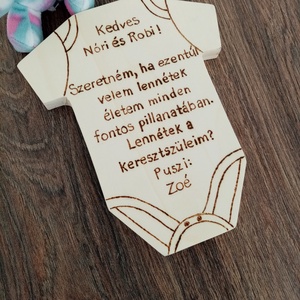 Kedves
Nóri és Robi!
Szeretném, ha ezentúl
velem lennétek
életem minden
fontos pillanatában.
Lennétek a
keresztszüleim?
Puszi:
Zoé